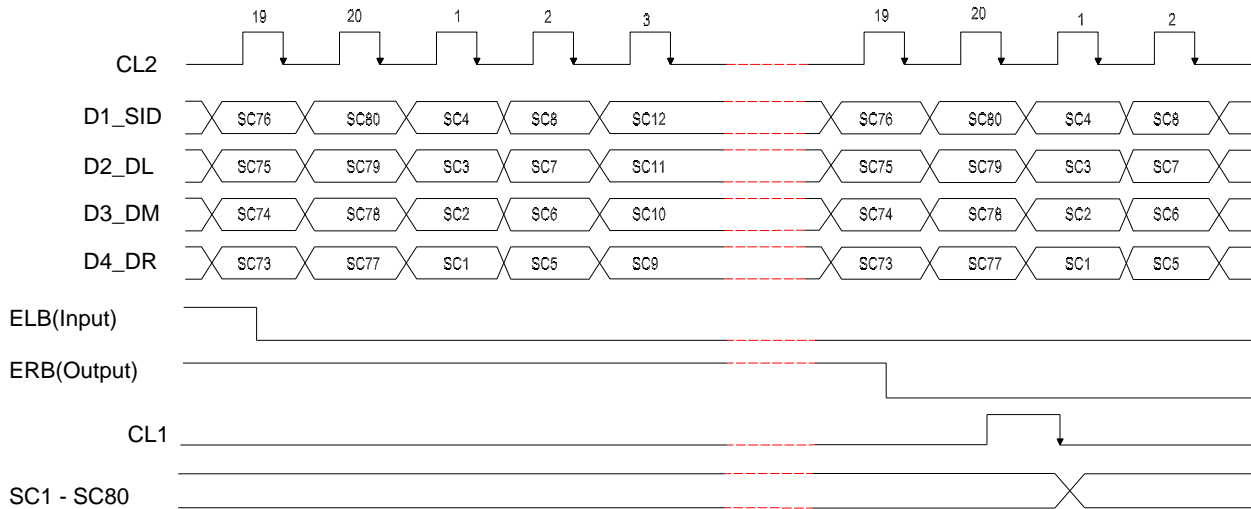 19 20 1 2 3 19 20 1 2
CL2
D1_SID SC76 SC80 SC4 SC8 SC12 SC76 SC80 SC4 SC8
D2_DL SC75 SC79 SC3 SC7 SC11 SC75 SC79 SC3 SC7
D3_DM SC74 SC78 SC2 SC6 SC10 SC74 SC78 SC2 SC6
D4_DR SC73 SC77 SC1 SC5 SC9 SC73 SC77 SC1 SC5
ELB(Input)
ERB(Output)
CL1
SC1 - SC80